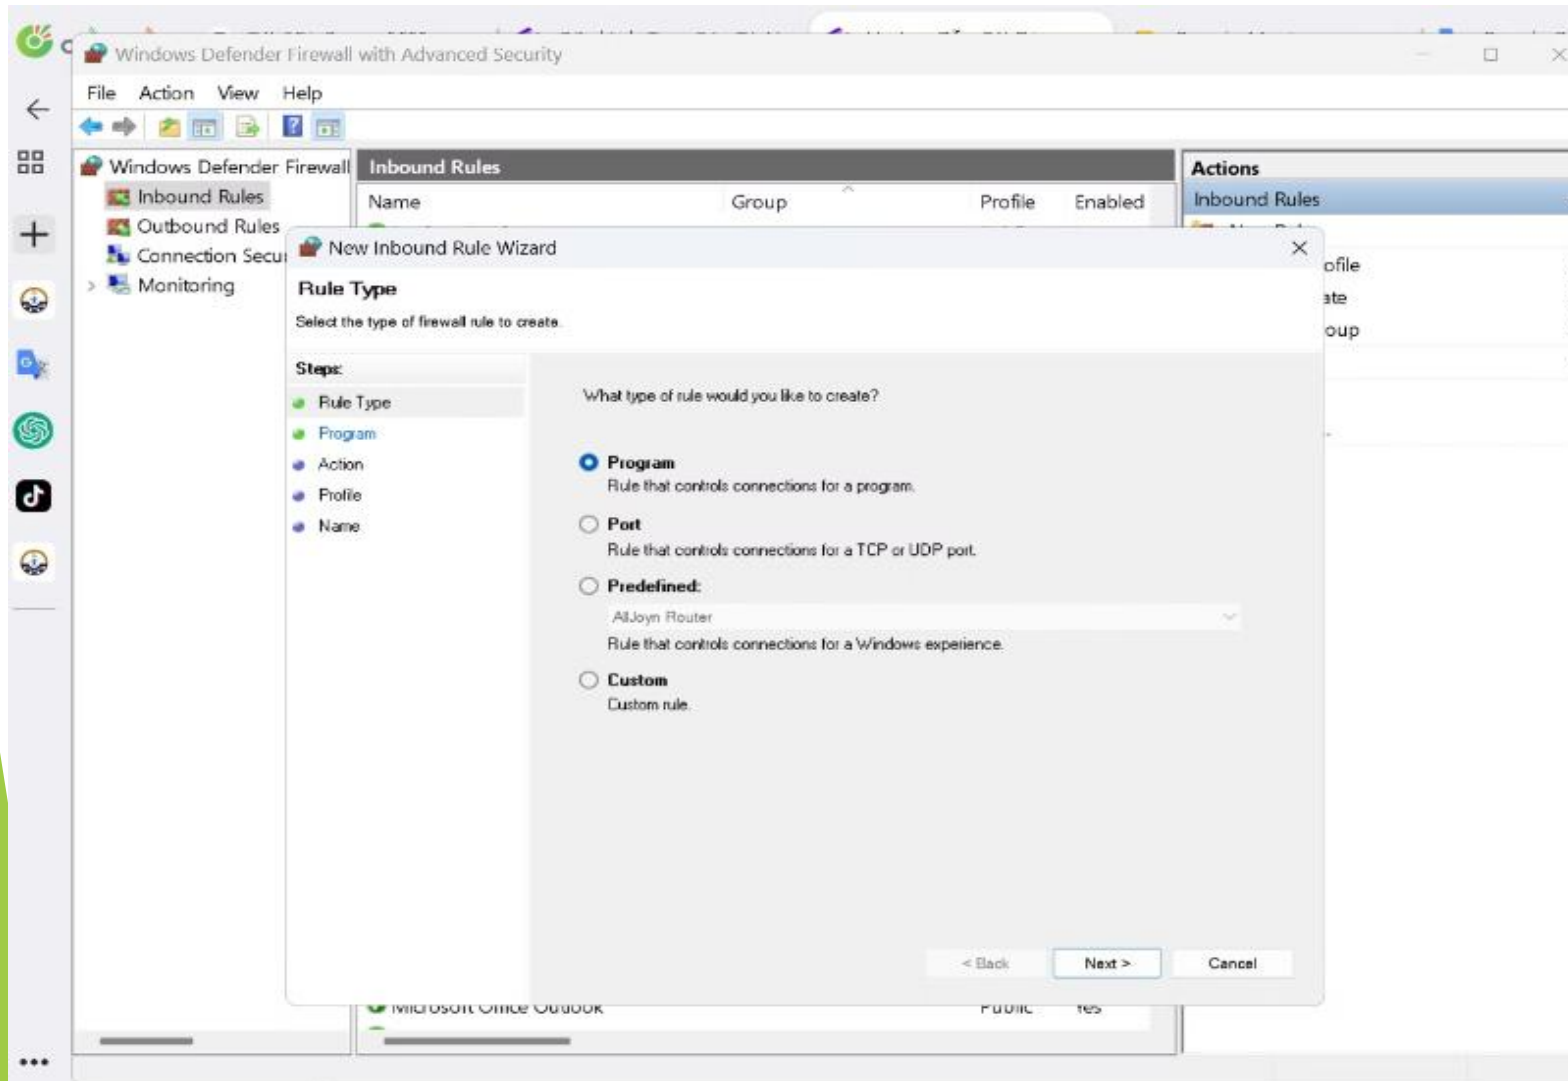 Windows Defender Firewall with Advanced Security
File Action View Help
Windows Defender Firewall
Inbound Rules
Outbound Rules
Connection Secu
Monitoring
Inbound Rules
Name Group Profile Enabled
Actions
Inbound Rules
ofile
ate
oup
New Inbound Rule Wizard
Rule Type
Select the type of firewall rule to create.
Steps:
Rule Type
Program
Action
Profile
Name
What type of rule would you like to create?
Program
Rule that controls connections for a program.
Port
Rule that controls connections for a TCP or UDP port.
Predefined:
AllJoyn Router
Rule that controls connections for a Windows experience.
Custom
Custom rule.
< Back Next > Cancel
Microsoft Office Outlook Public Yes